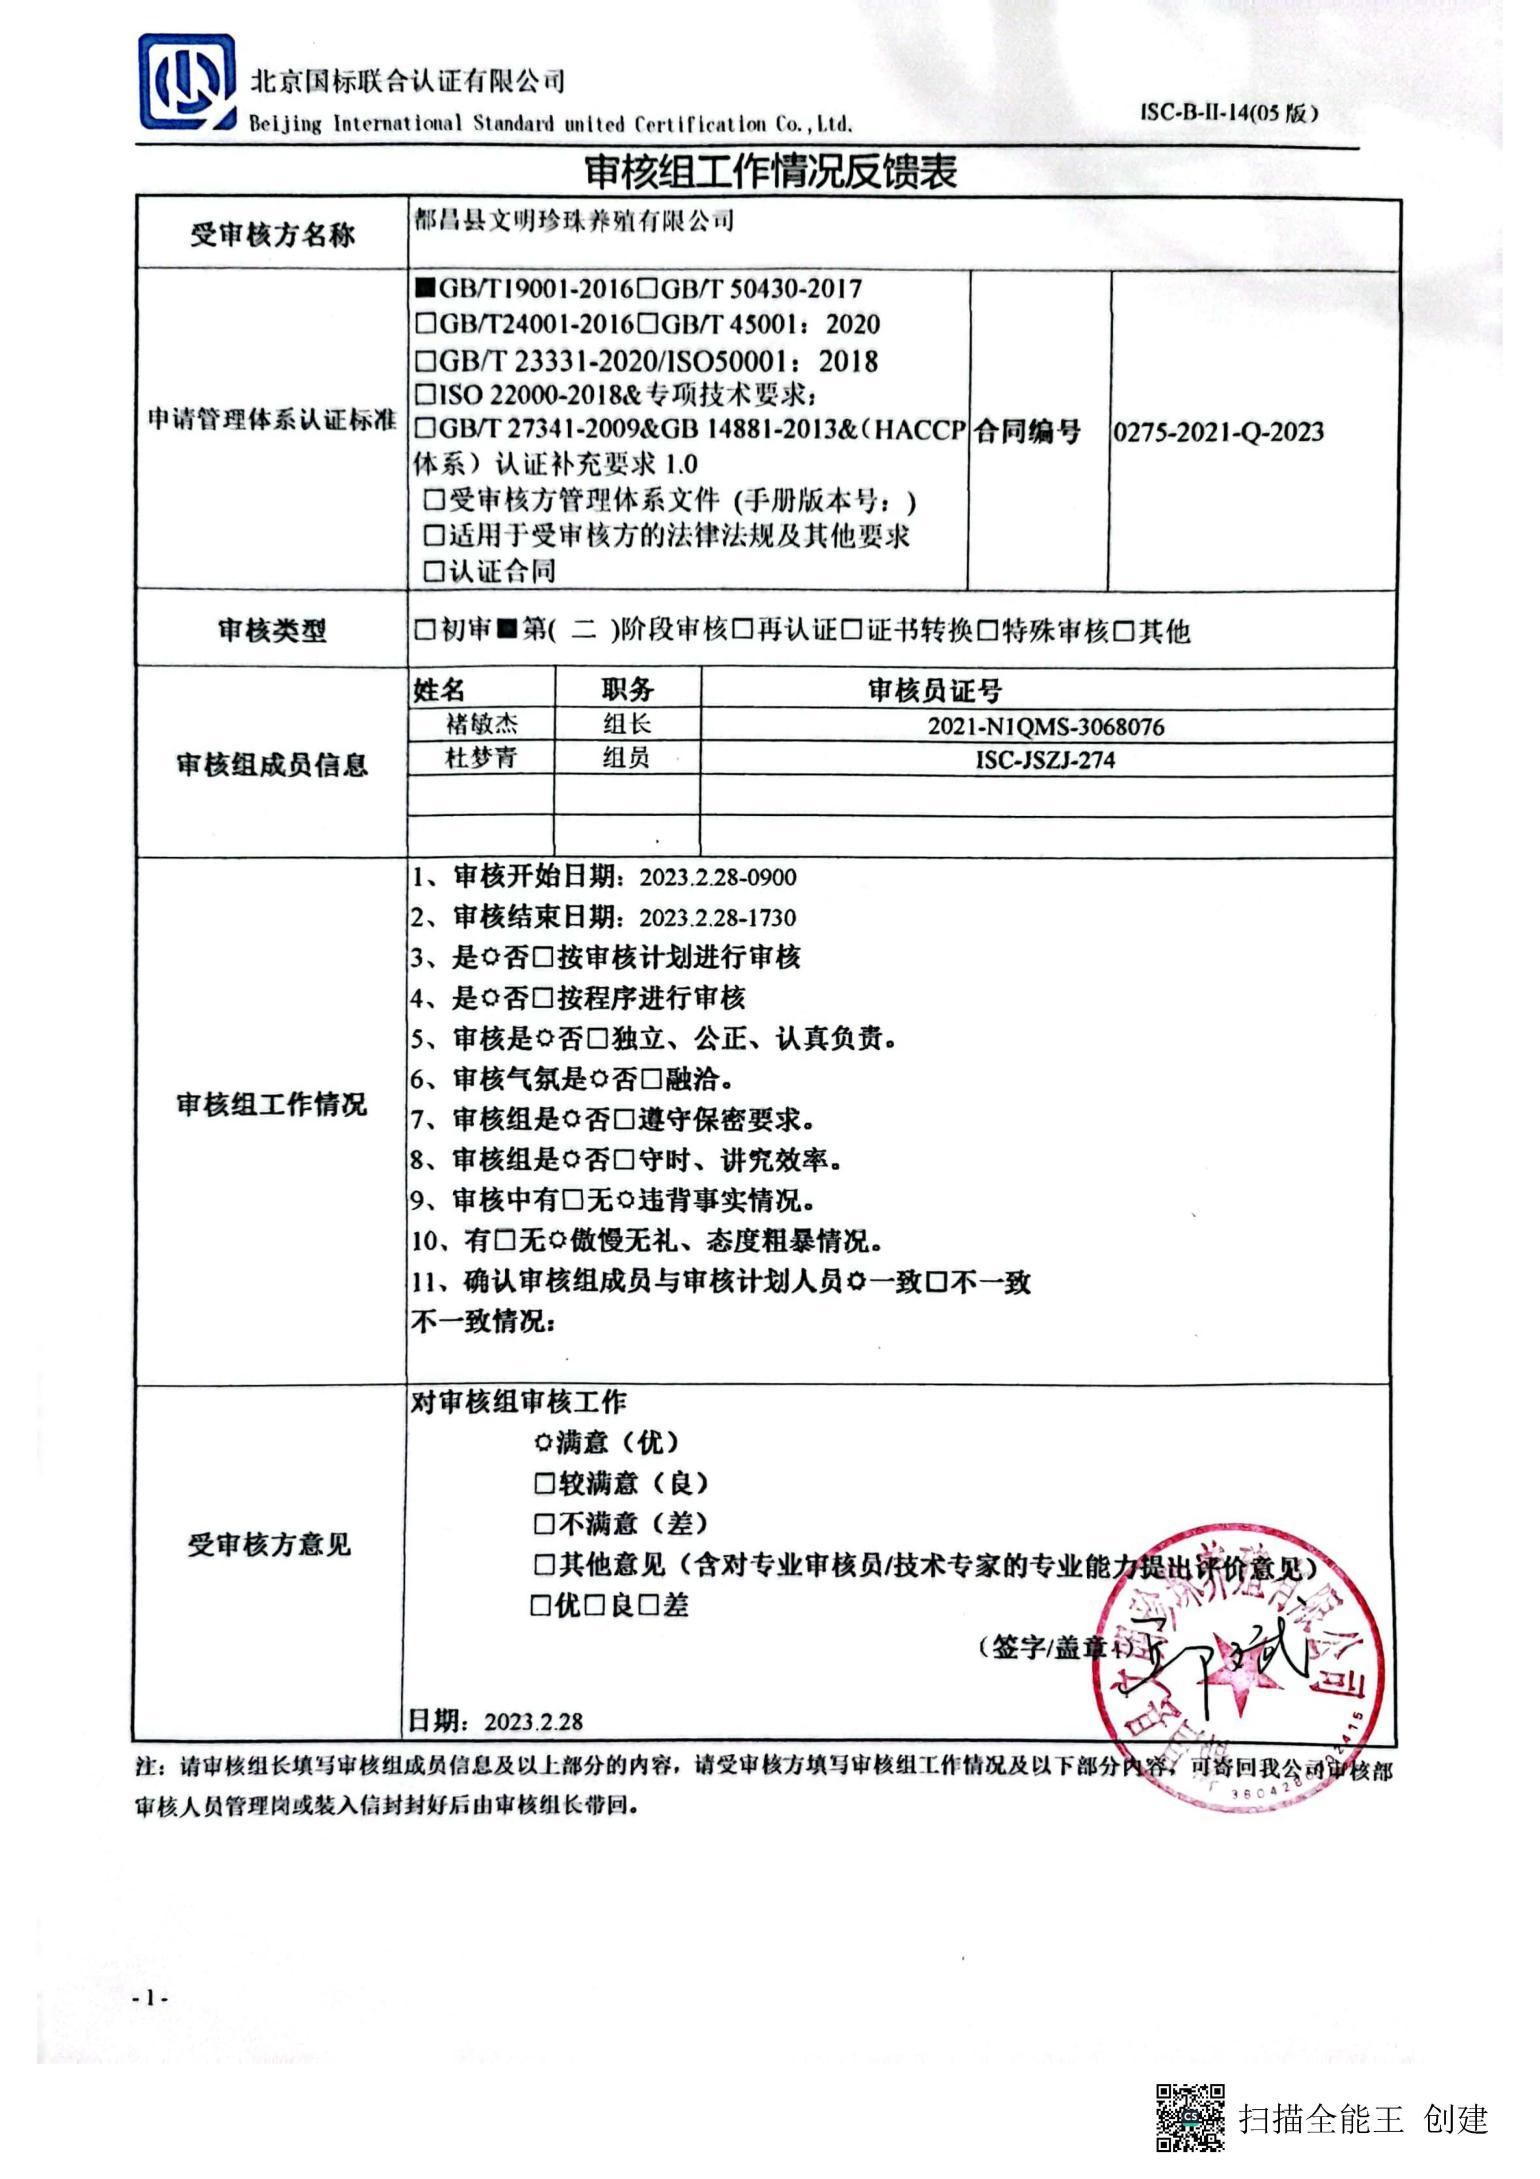 北京国标联合认证有限公司
Beijing International Standard united Certification Co.,Ltd.
ISC-B-II-14(05 版)
审核组工作情况反馈表
受审核方名称
都昌县文明珍珠养殖有限公司
申请管理体系认证标准
■GB/T19001-2016□GB/T 50430-2017
□GB/T24001-2016□GB/T 45001：2020
□GB/T 23331-2020/ISO50001：2018
□ISO 22000-2018&专项技术要求；
□GB/T 27341-2009&GB 14881-2013&（HACCP
体系）认证补充要求 1.0
□受审核方管理体系文件 (手册版本号：)
□适用于受审核方的法律法规及其他要求
□认证合同
合同编号
0275-2021-Q-2023
审核类型
□初审■第( 二 )阶段审核□再认证□证书转换□特殊审核□其他
审核组成员信息
姓名 职务 审核员证号
褚敏杰 组长 2021-N1QMS-3068076
杜梦青 组员 ISC-JSZJ-274
审核组工作情况
1、审核开始日期：2023.2.28-0900
2、审核结束日期：2023.2.28-1730
3、是✡否□按审核计划进行审核
4、是✡否□按程序进行审核
5、审核是✡否□独立、公正、认真负责。
6、审核气氛是✡否□融洽。
7、审核组是✡否□遵守保密要求。
8、审核组是✡否□守时、讲究效率。
9、审核中有□无✡违背事实情况。
10、有□无✡傲慢无礼、态度粗暴情况。
11、确认审核组成员与审核计划人员✡一致□不一致
不一致情况：
受审核方意见
对审核组审核工作
✡满意（优）
□较满意（良）
□不满意（差）
□其他意见（含对专业审核员/技术专家的专业能力提出评价意见）
□优□良□差
（签字/盖章）
日期：2023.2.28
注：请审核组长填写审核组成员信息及以上部分的内容，请受审核方填写审核组工作情况及以下部分内容，可寄回我公司审核部
审核人员管理岗或装入信封封好后由审核组长带回。
- 1 -
扫描全能王 创建